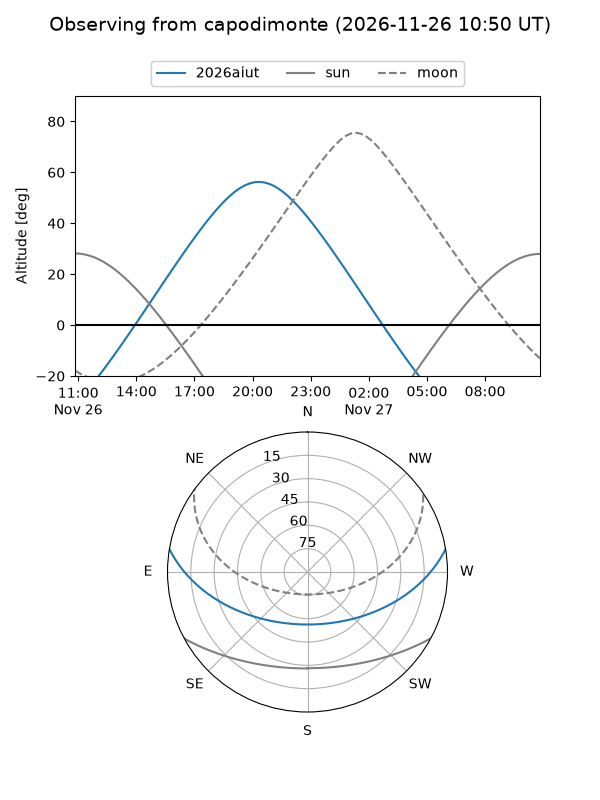 Observing from capodimonte (2026-11-26 10:50 UT)
2026aiut sun moon
Altitude [deg]
80
60
40
20
0
−20
11:00 14:00 17:00 20:00 23:00 02:00 05:00 08:00
Nov 26 Nov 27
N
NE NW
15
30
45
60
75
E W
SE SW
S